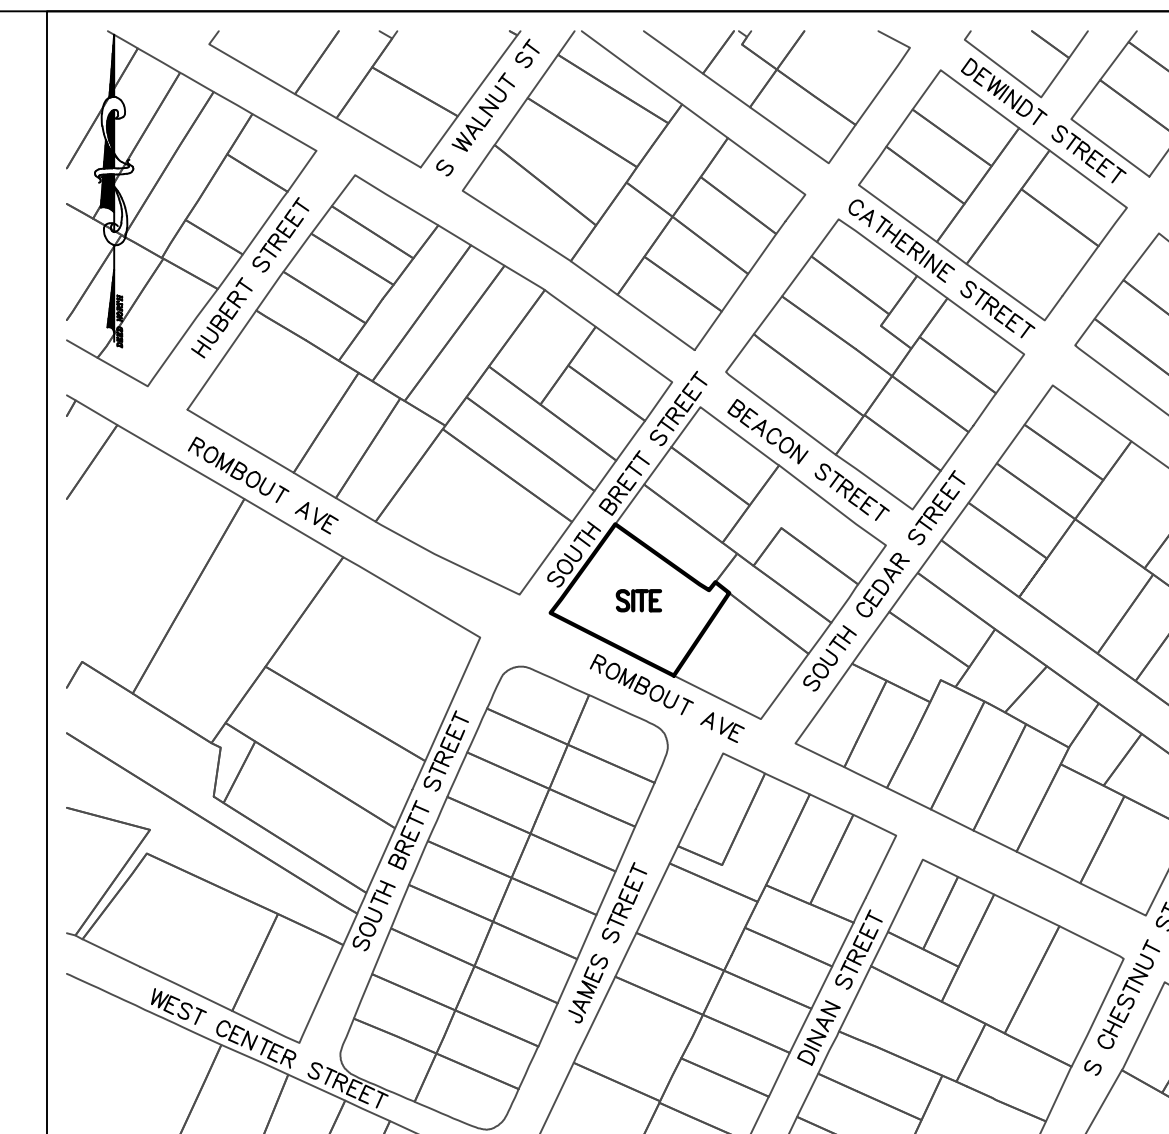 S WALNUT ST
DEWINDT STREET
HUBERT STREET
CATHERINE STREET
ROMBOUT AVE
SOUTH BRETT STREET
BEACON STREET
SOUTH CEDAR STREET
SITE
ROMBOUT AVE
SOUTH BRETT STREET
JAMES STREET
DINAN STREET
S CHESTNUT ST
WEST CENTER STREET